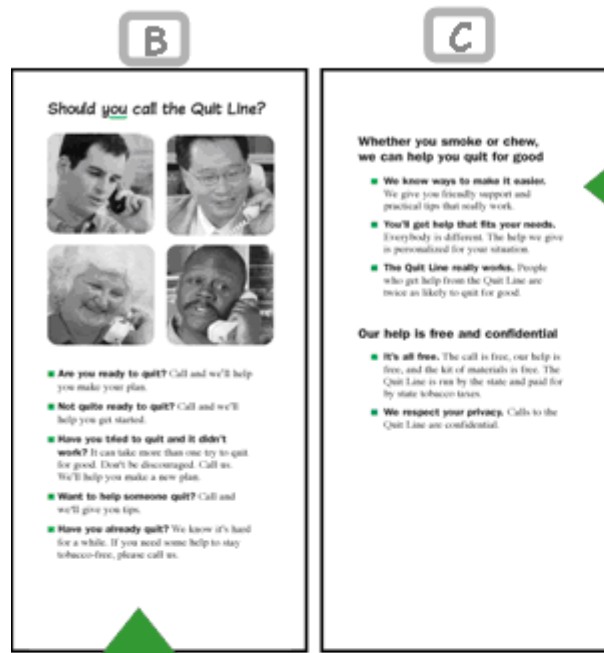 B
Should you call the Quit Line?
Are you ready to quit? Call and we'll help
you make your plan.
Not quite ready to quit? Call and we'll
help you get started.
Have you tried to quit and it didn't
work? It can take more than one try to quit
for good. Don't be discouraged. Call us.
We'll help you make a new plan.
Want to help someone quit? Call and
we'll give you tips.
Have you already quit? We know it's hard
for a while. If you need some help to stay
tobacco-free, please call us.
C
Whether you smoke or chew,
we can help you quit for good
We know ways to make it easier.
We give you friendly support and
practical tips that really work.
You'll get help that fits your needs.
Everybody is different. The help we give
is personalized for your situation.
The Quit Line really works. People
who get help from the Quit Line are
twice as likely to quit for good.
Our help is free and confidential
It's all free. The call is free, our help is
free, and the kit of materials is free. The
Quit Line is run by the state and paid for
by state tobacco taxes.
We respect your privacy. Calls to the
Quit Line are confidential.